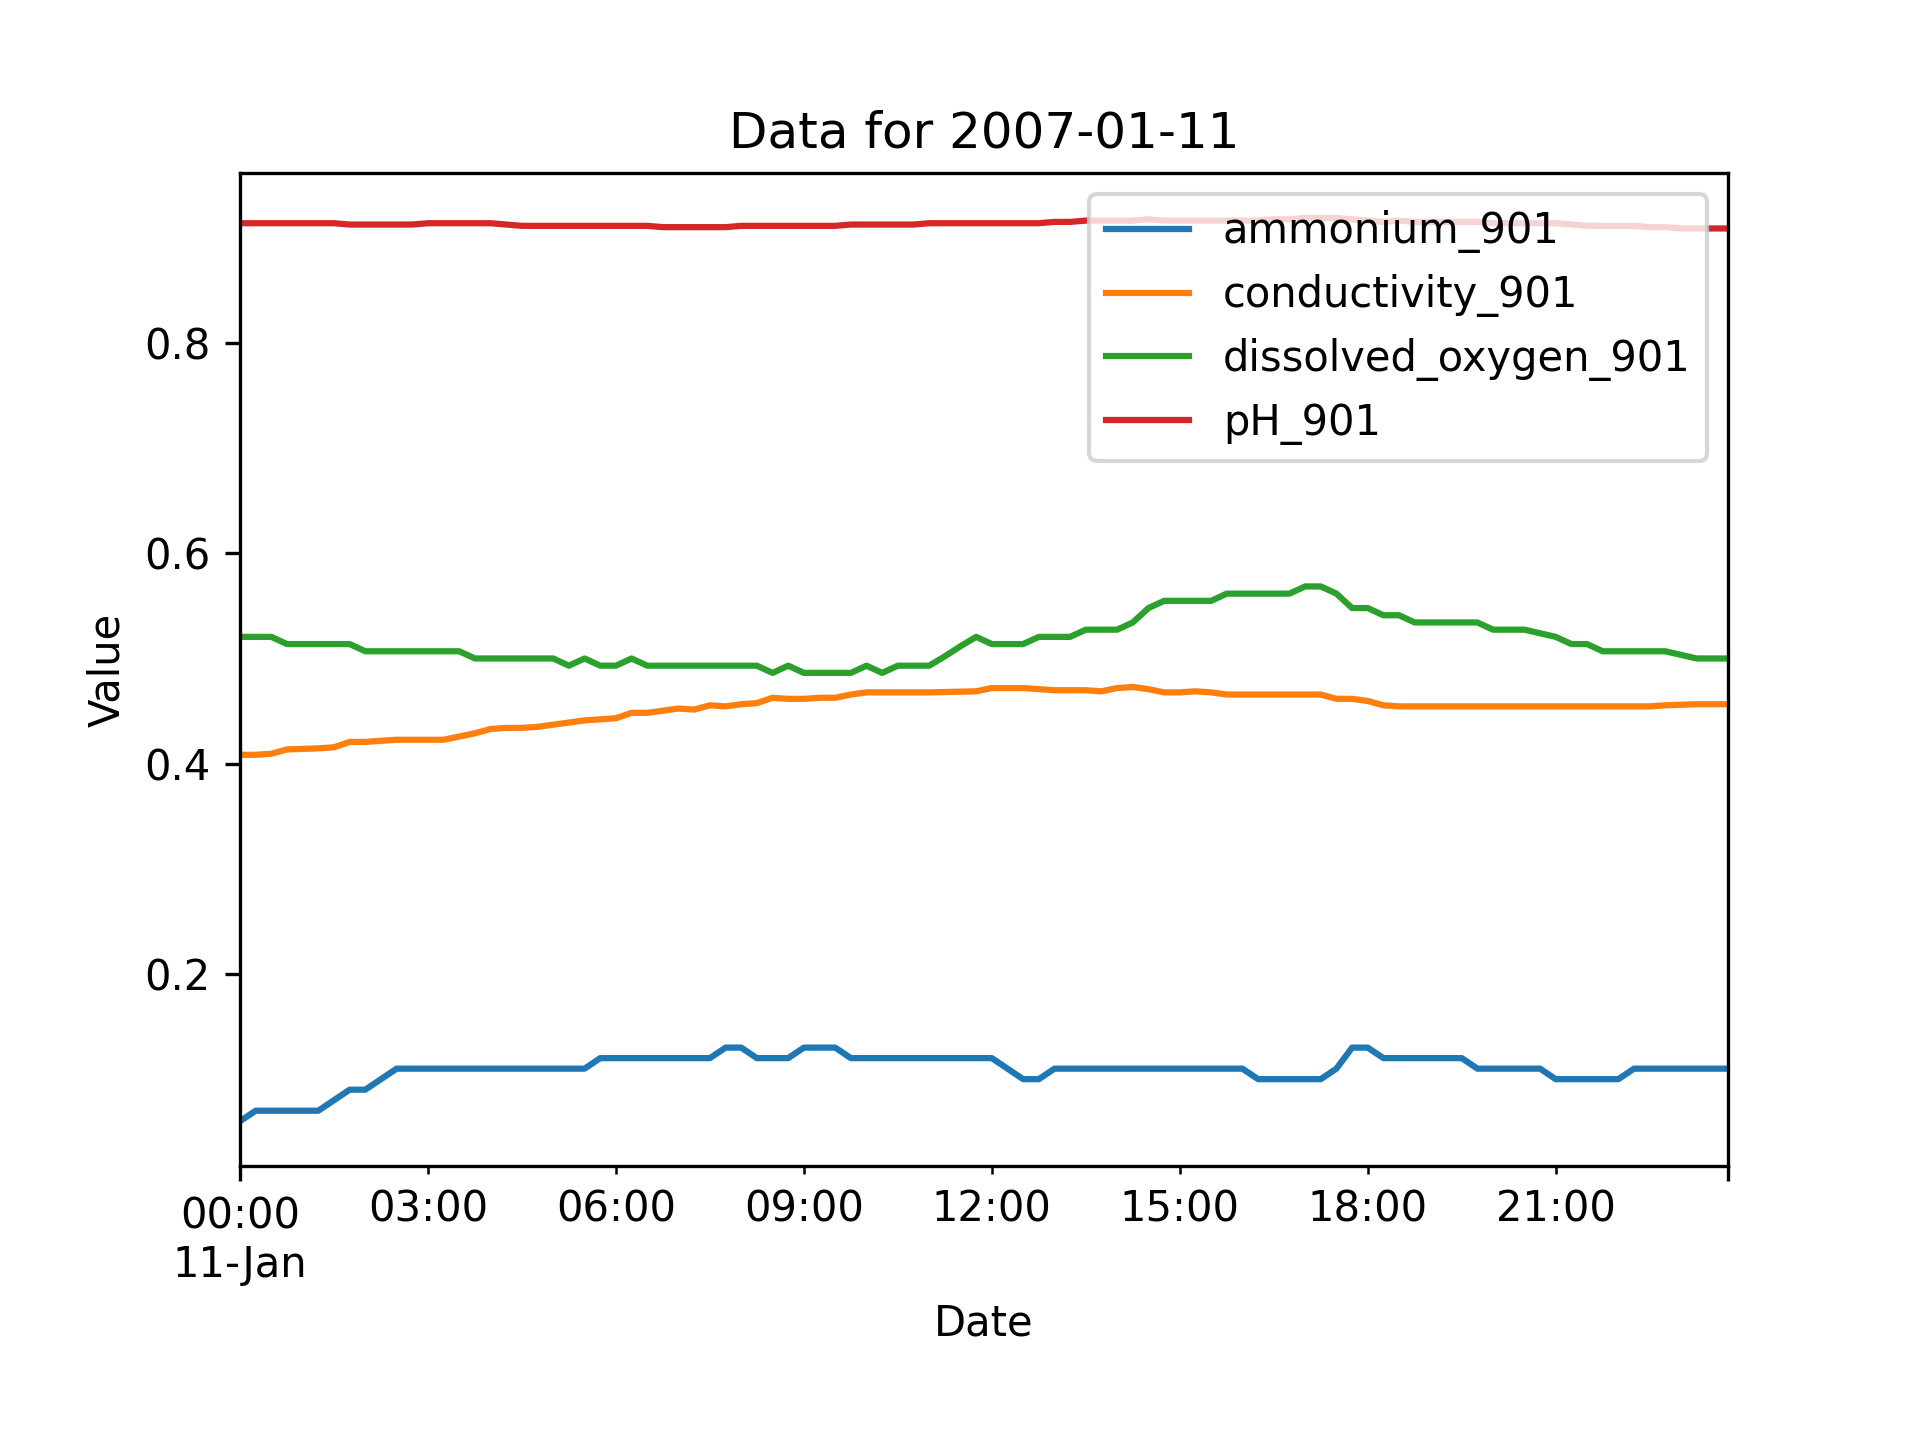 Data for 2007-01-11
ammonium_901
conductivity_901
dissolved_oxygen_901
pH_901
0.8
0.6
0.4
0.2
Value
00:00 03:00 06:00 09:00 12:00 15:00 18:00 21:00
11-Jan
Date